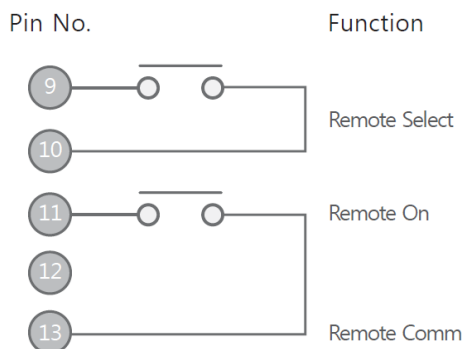 Pin No. Function
9
10
Remote Select
11 Remote On
12
13 Remote Comm